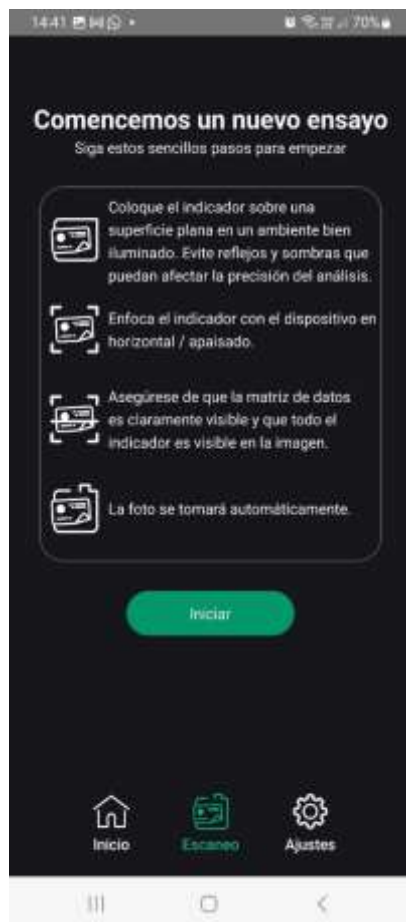 14:41
70%
Comencemos un nuevo ensayo
Siga estos sencillos pasos para empezar
Coloque el indicador sobre una
superficie plana en un ambiente bien
iluminado. Evite reflejos y sombras que
puedan afectar la precisión del análisis.
Enfoca el indicador con el dispositivo en
horizontal / apaisado.
Asegúrese de que la matriz de datos
es claramente visible y que todo el
indicador es visible en la imagen.
La foto se tomará automáticamente.
Iniciar
Inicio
Escaneo
Ajustes